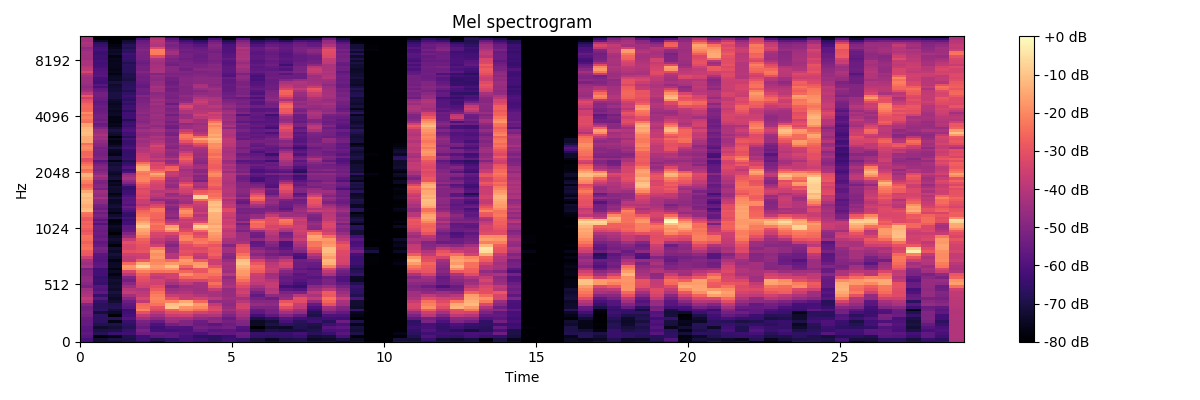 Mel spectrogram
Hz
8192
4096
2048
1024
512
0
0 5 10 15 20 25
Time
+0 dB
-10 dB
-20 dB
-30 dB
-40 dB
-50 dB
-60 dB
-70 dB
-80 dB